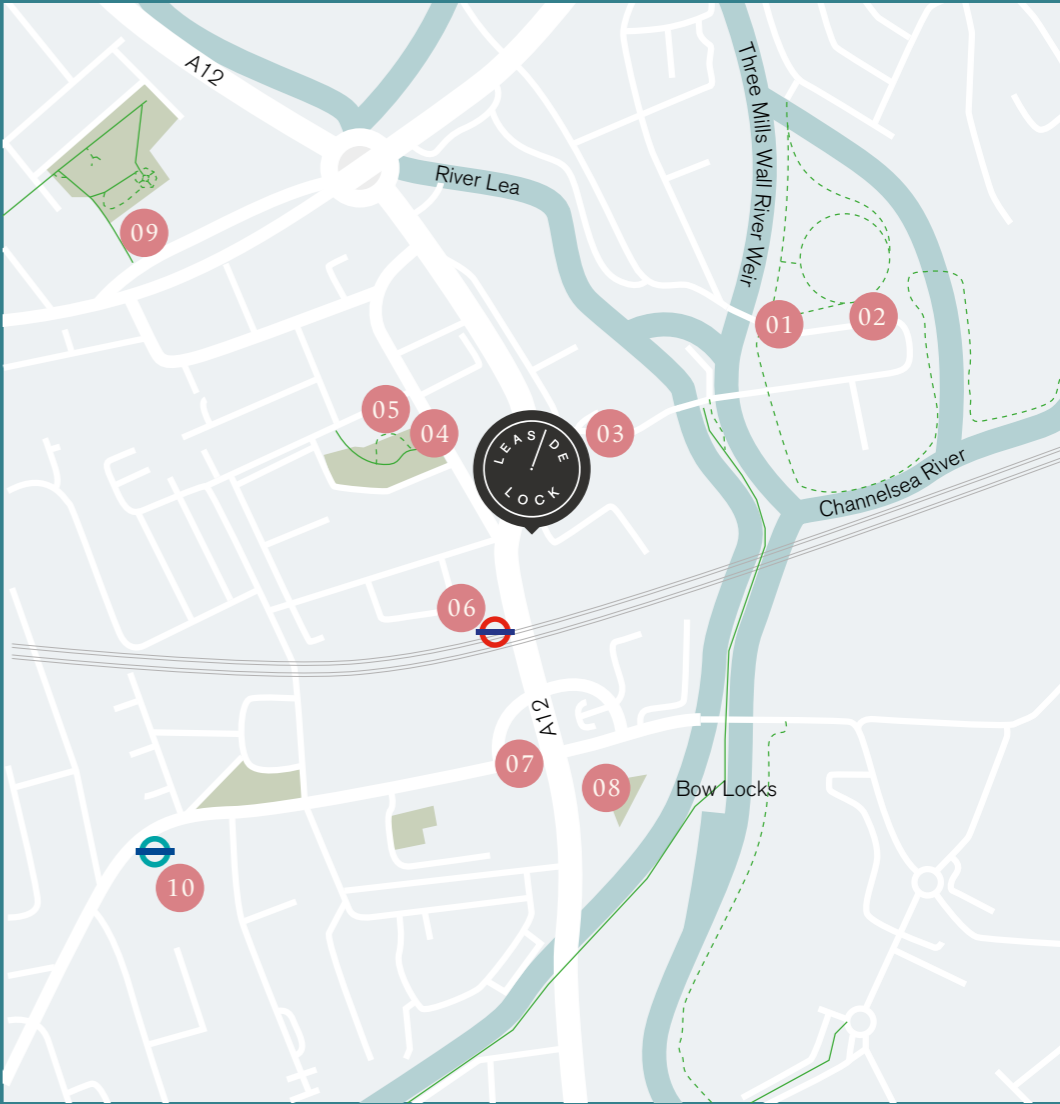 A12
Three Mills Wall River Weir
River Lea
09
01
02
05
04
03
LEASIDE
LOCK
Channelsea River
06
A12
07
08
Bow Locks
10